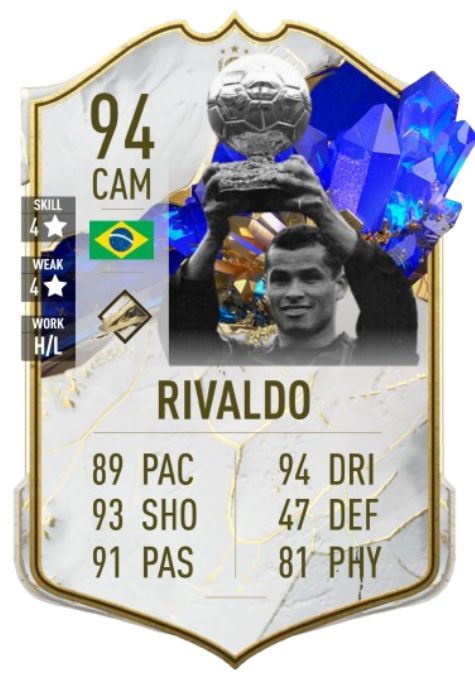 94
CAM
SKILL
4
WEAK
4
WORK
H/L
RIVALDO
89 PAC 94 DRI
93 SHO 47 DEF
91 PAS 81 PHY